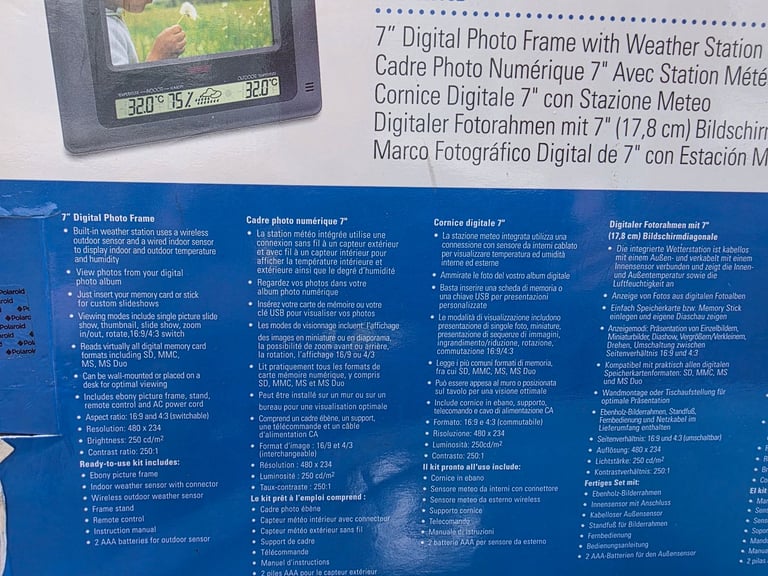 TEMPERATURE INDOORS HUMIDITY OUTDOORS TEMPERATURE
32.0°C 75% 32.0°C
7” Digital Photo Frame with Weather Station
Cadre Photo Numérique 7" Avec Station Mété
Cornice Digitale 7" con Stazione Meteo
Digitaler Fotorahmen mit 7" (17,8 cm) Bildschirm
Marco Fotográfico Digital de 7" con Estación M
7” Digital Photo Frame
• Built-in weather station uses a wireless
outdoor sensor and a wired indoor sensor
to display indoor and outdoor temperature
and humidity
• View photos from your digital
photo album
• Just insert your memory card or stick
for custom slideshows
• Viewing modes include single picture slide
show, thumbnail, slide show, zoom
in/out, rotate, 16:9/4:3 switch
• Reads virtually all digital memory card
formats including SD, MMC,
MS, MS Duo
• Can be wall-mounted or placed on a
desk for optimal viewing
• Includes ebony picture frame, stand,
remote control and AC power cord
• Aspect ratio: 16:9 and 4:3 (switchable)
• Resolution: 480 x 234
• Brightness: 250 cd/m²
• Contrast ratio: 250:1
Ready-to-use kit includes:
• Ebony picture frame
• Indoor weather sensor with connector
• Wireless outdoor weather sensor
• Frame stand
• Remote control
• Instruction manual
• 2 AAA batteries for outdoor sensor
Cadre photo numérique 7"
• La station météo intégrée utilise une
connexion sans fil à un capteur extérieur
et avec fil à un capteur intérieur pour
afficher la température intérieure et
extérieure ainsi que le degré d'humidité
• Regardez vos photos dans votre
album photo numérique
• Insérez votre carte de mémoire ou votre
clé USB pour visualiser vos photos
• Les modes de visionnage incluent: l'affichage
des images en miniature ou en diaporama,
la possibilité de zoom avant ou arrière,
la rotation, l'affichage 16/9 ou 4/3
• Lit pratiquement tous les formats de
carte mémoire numérique, y compris
SD, MMC, MS et MS Duo
• Peut être installé sur un mur ou sur un
bureau pour une visualisation optimale
• Comprend un cadre ébène, un support,
une télécommande et un câble
d'alimentation CA
• Format d'image : 16/9 et 4/3
(interchangeable)
• Résolution : 480 x 234
• Luminosité : 250 cd/m²
• Taux-contraste : 250:1
Le kit prêt à l'emploi comprend :
• Cadre photo ébène
• Capteur météo intérieur avec connecteur
• Capteur météo extérieur sans fil
• Support de cadre
• Télécommande
• Manuel d'instructions
• 2 piles AAA pour le capteur extérieur
Cornice digitale 7"
• La stazione meteo integrata utilizza una
connessione con sensore da interni cablato
per visualizzare temperatura ed umidità
interne ed esterne
• Ammirate le foto del vostro album digitale
• Basta inserire una scheda di memoria o
una chiave USB per presentazioni
personalizzate
• Le modalità di visualizzazione includono
presentazione di singole foto, miniature,
presentazione di sequenze di immagini,
ingrandimento/riduzione, rotazione,
commutazione 16:9/4:3
• Legge i più comuni formati di memoria,
fra cui SD, MMC, MS, MS Duo
• Può essere appesa al muro o posizionata
sul tavolo per una visione ottimale
• Include cornice in ebano, supporto,
telecomando e cavo di alimentazione CA
• Formato: 16:9 e 4:3 (commutabile)
• Risoluzione: 480 x 234
• Luminosità: 250cd/m²
• Contrasto: 250:1
Il kit pronto all'uso include:
• Cornice in ebano
• Sensore meteo da interni con connettore
• Sensore meteo da esterno wireless
• Supporto cornice
• Telecomando
• Manuale di istruzioni
• 2 batterie AAA per sensore da esterno
Digitaler Fotorahmen mit 7"
(17,8 cm) Bildschirmdiagonale
• Die integrierte Wetterstation ist kabellos
mit einem Außen- und verkabelt mit einem
Innensensor verbunden und zeigt die Innen-
und Außentemperatur sowie die
Luftfeuchtigkeit an
• Anzeige von Fotos aus digitalen Fotoalben
• Einfach Speicherkarte bzw. Memory Stick
einlegen und eigene Diaschau zeigen
• Anzeigemodi: Präsentation von Einzelbildern,
Miniaturbilder, Diashow, Vergrößern/Verkleinern,
Drehen, Umschaltung zwischen
Seitenverhältnis 16:9 und 4:3
• Kompatibel mit praktisch allen digitalen
Speicherkartenformaten: SD, MMC, MS
und MS Duo
• Wandmontage oder Tischaufstellung für
optimale Präsentation
• Ebenholz-Bilderrahmen, Standfuß,
Fernbedienung und Netzkabel im
Lieferumfang enthalten
• Seitenverhältnis: 16:9 und 4:3 (umschaltbar)
• Auflösung: 480 x 234
• Lichtstärke: 250 cd/m²
• Kontrastverhältnis: 250:1
Fertiges Set mit:
• Ebenholz-Bilderrahmen
• Innensensor mit Anschluss
• Kabelloser Außensensor
• Standfuß für Bilderrahmen
• Fernbedienung
• Bedienungsanleitung
• 2 AAA-Batterien für den Außensensor
El kit
Polaroid